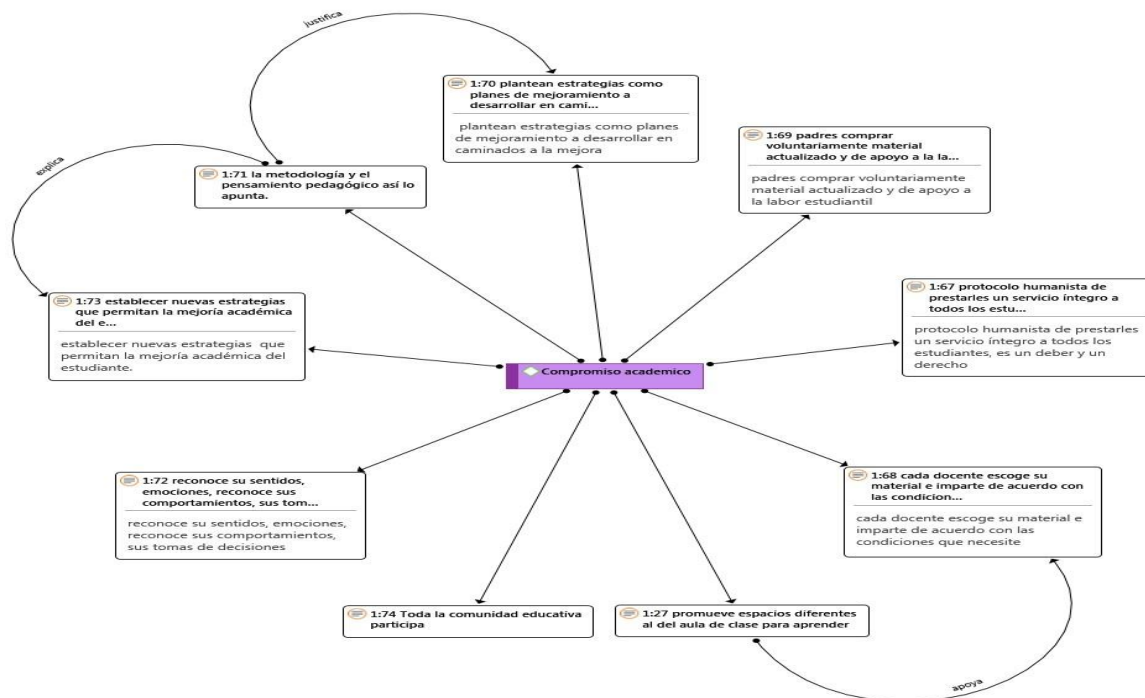 justifica
1:70 plantean estrategias como
planes de mejoramiento a
desarrollar en cami...
plantean estrategias como planes
de mejoramiento a desarrollar en
caminados a la mejora
1:69 padres comprar
voluntariamente material
actualizado y de apoyo a la la...
padres comprar voluntariamente
material actualizado y de apoyo a
la labor estudiantil
explica
1:71 la metodología y el
pensamiento pedagógico así lo
apunta.
1:73 establecer nuevas estrategias
que permitan la mejoría académica
del e...
establecer nuevas estrategias que
permitan la mejoría académica del
estudiante.
1:67 protocolo humanista de
prestarles un servicio íntegro a
todos los estu...
protocolo humanista de prestarles
un servicio íntegro a todos los
estudiantes, es un deber y un
derecho
Compromiso academico
1:72 reconoce su sentidos,
emociones, reconoce sus
comportamientos, sus tom...
reconoce su sentidos, emociones,
reconoce sus comportamientos,
sus tomas de decisiones
1:68 cada docente escoge su
material e imparte de acuerdo con
las condicion...
cada docente escoge su material e
imparte de acuerdo con las
condiciones que necesite
1:74 Toda la comunidad educativa
participa
1:27 promueve espacios diferentes
al del aula de clase para aprender
apoya